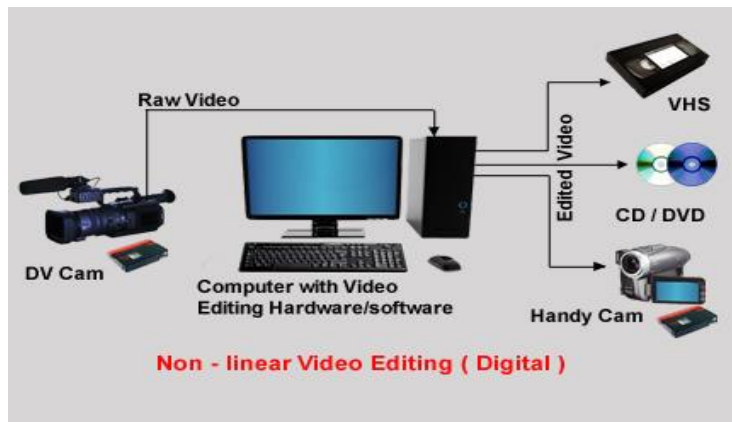 Raw Video
VHS
Edited Video
CD / DVD
DV Cam
Computer with Video
Editing Hardware/software
Handy Cam
Non - linear Video Editing ( Digital )